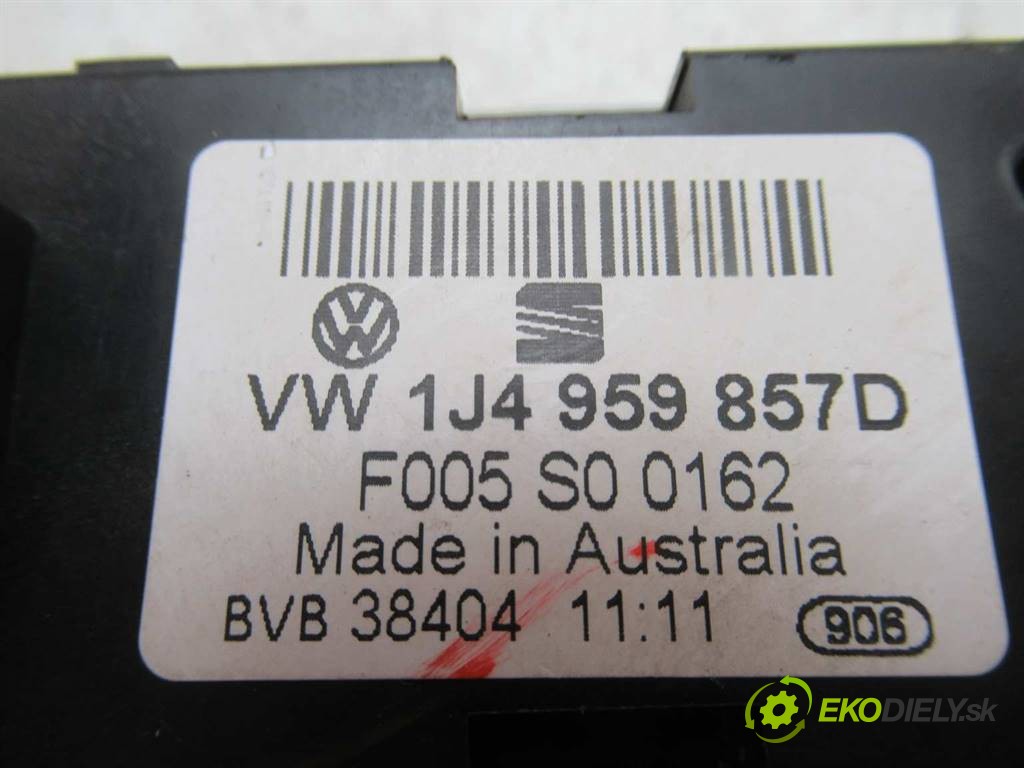 VW 1J4 959 857D
F005 S0 0162
Made in Australia
BVB 38404 11:11 906
EKODIELY.sk